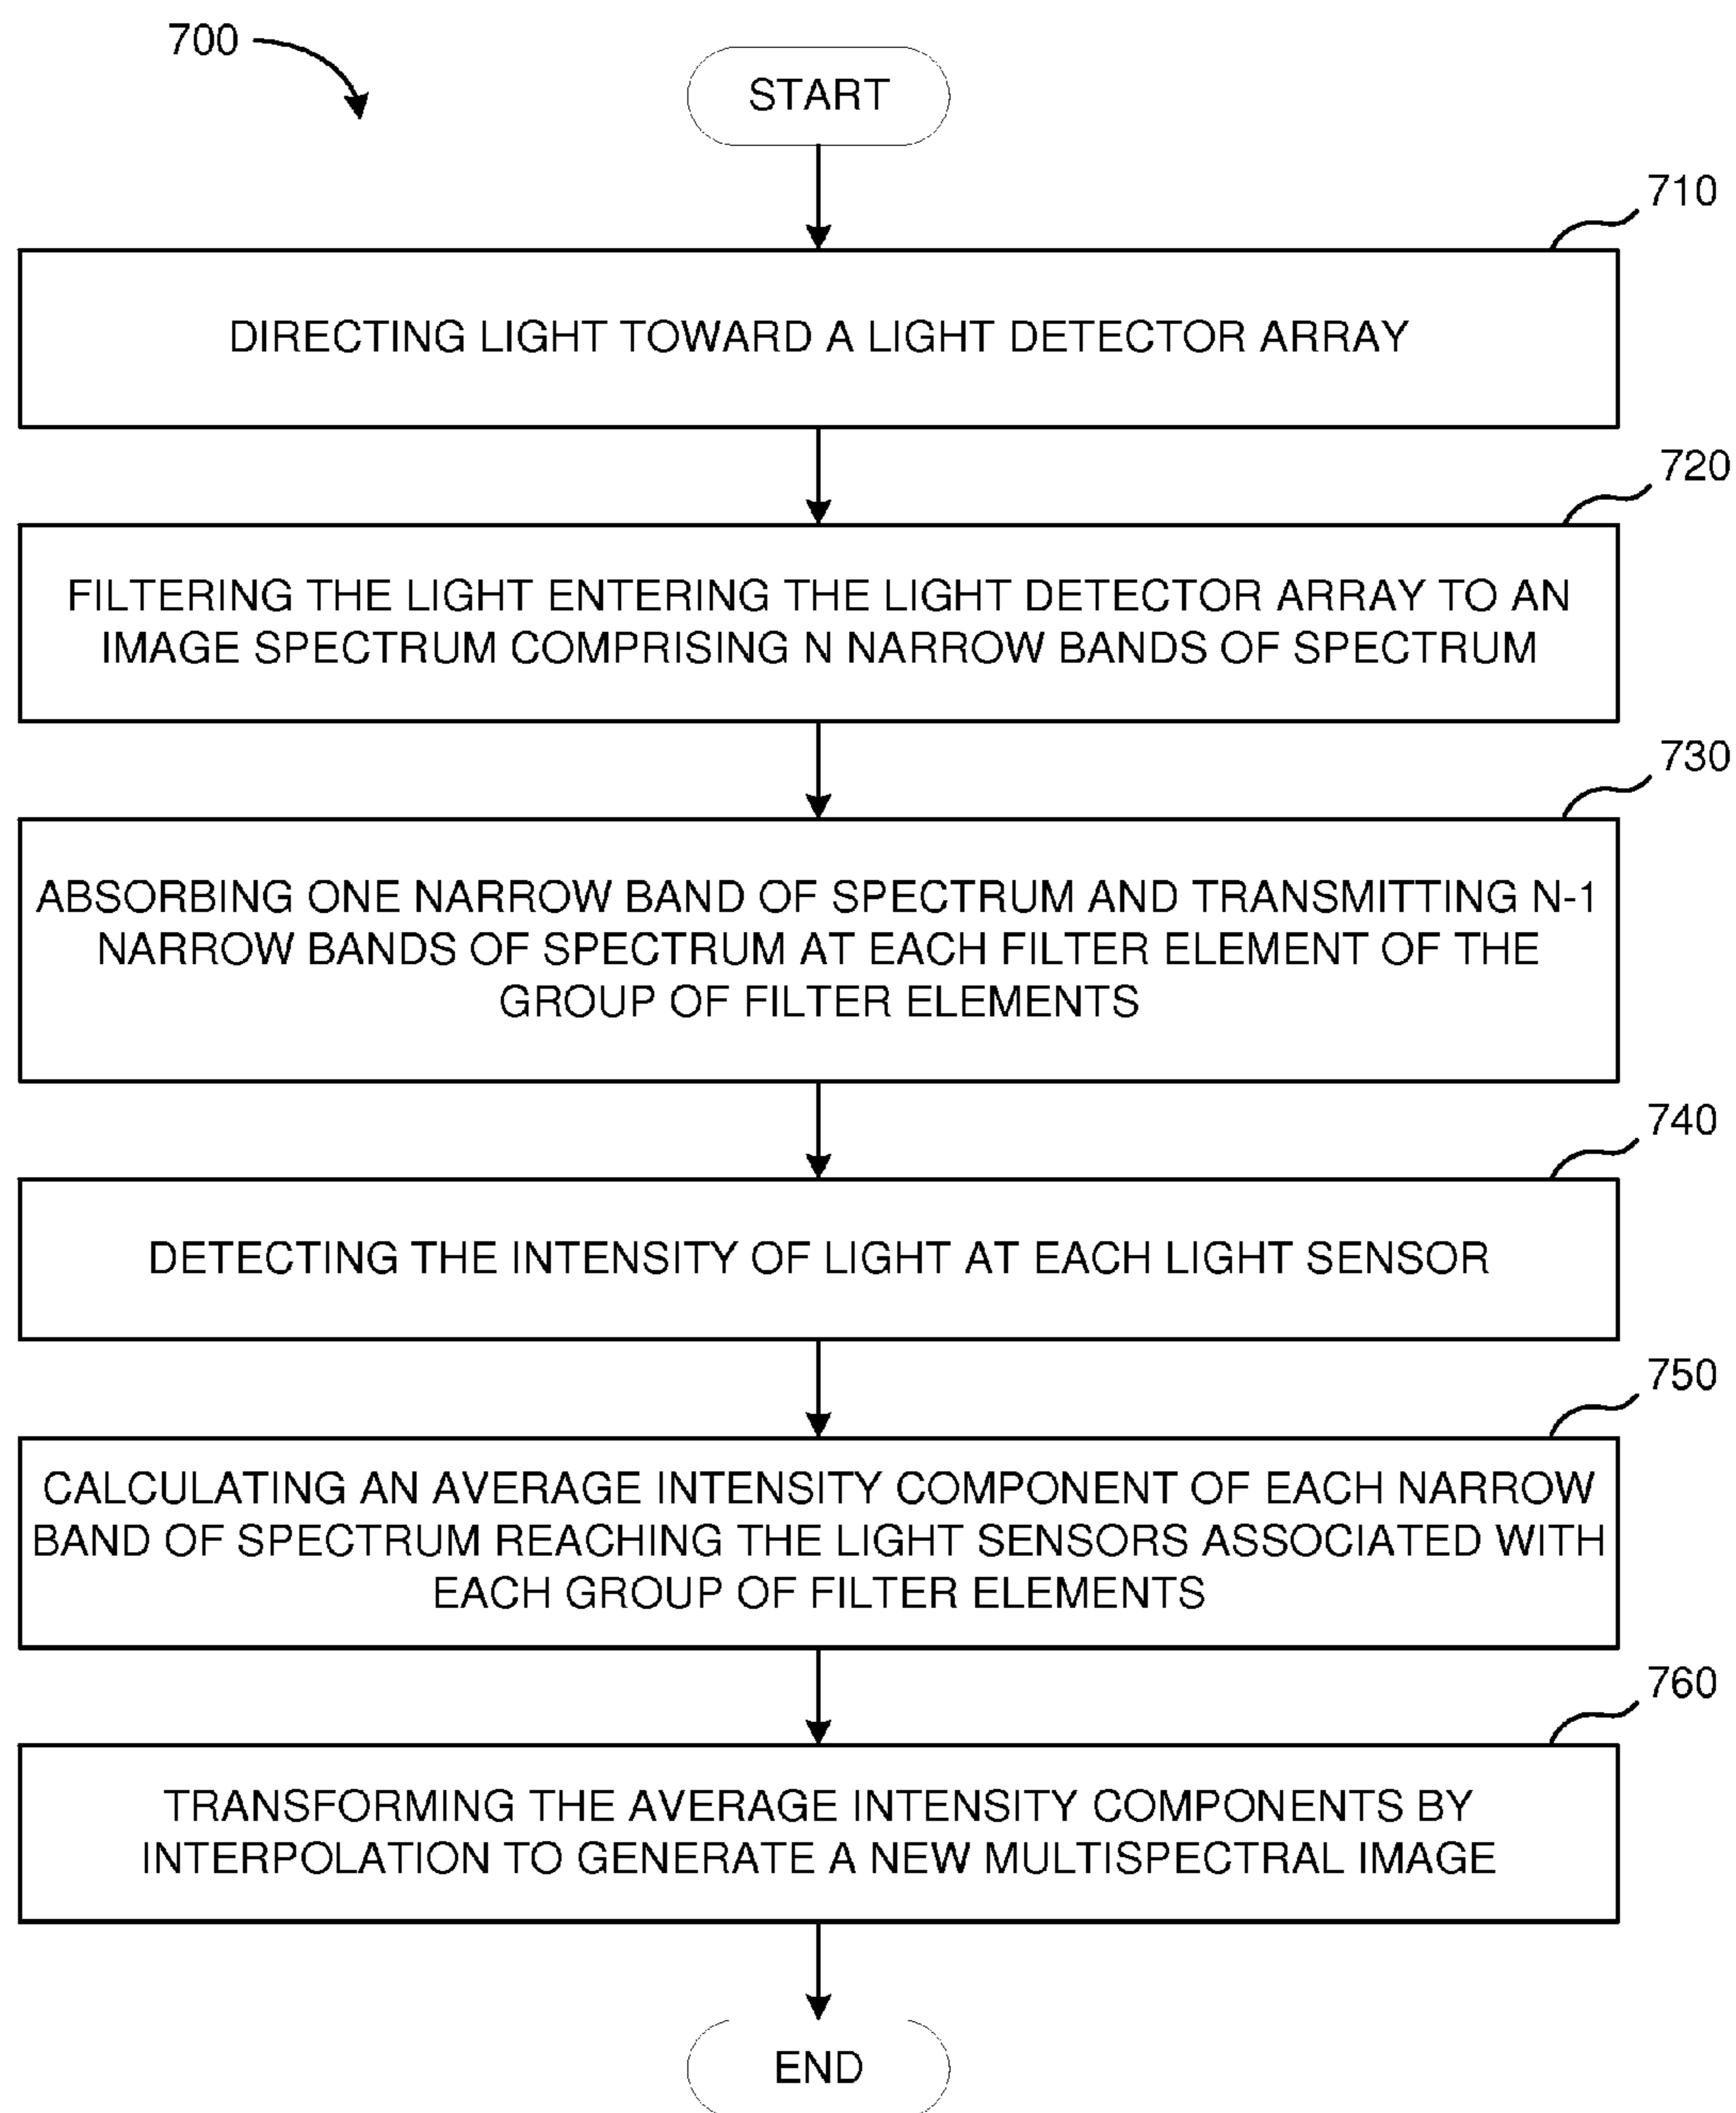 700
START
710
DIRECTING LIGHT TOWARD A LIGHT DETECTOR ARRAY
720
FILTERING THE LIGHT ENTERING THE LIGHT DETECTOR ARRAY TO AN
IMAGE SPECTRUM COMPRISING N NARROW BANDS OF SPECTRUM
730
ABSORBING ONE NARROW BAND OF SPECTRUM AND TRANSMITTING N-1
NARROW BANDS OF SPECTRUM AT EACH FILTER ELEMENT OF THE
GROUP OF FILTER ELEMENTS
740
DETECTING THE INTENSITY OF LIGHT AT EACH LIGHT SENSOR
750
CALCULATING AN AVERAGE INTENSITY COMPONENT OF EACH NARROW
BAND OF SPECTRUM REACHING THE LIGHT SENSORS ASSOCIATED WITH
EACH GROUP OF FILTER ELEMENTS
760
TRANSFORMING THE AVERAGE INTENSITY COMPONENTS BY
INTERPOLATION TO GENERATE A NEW MULTISPECTRAL IMAGE
END